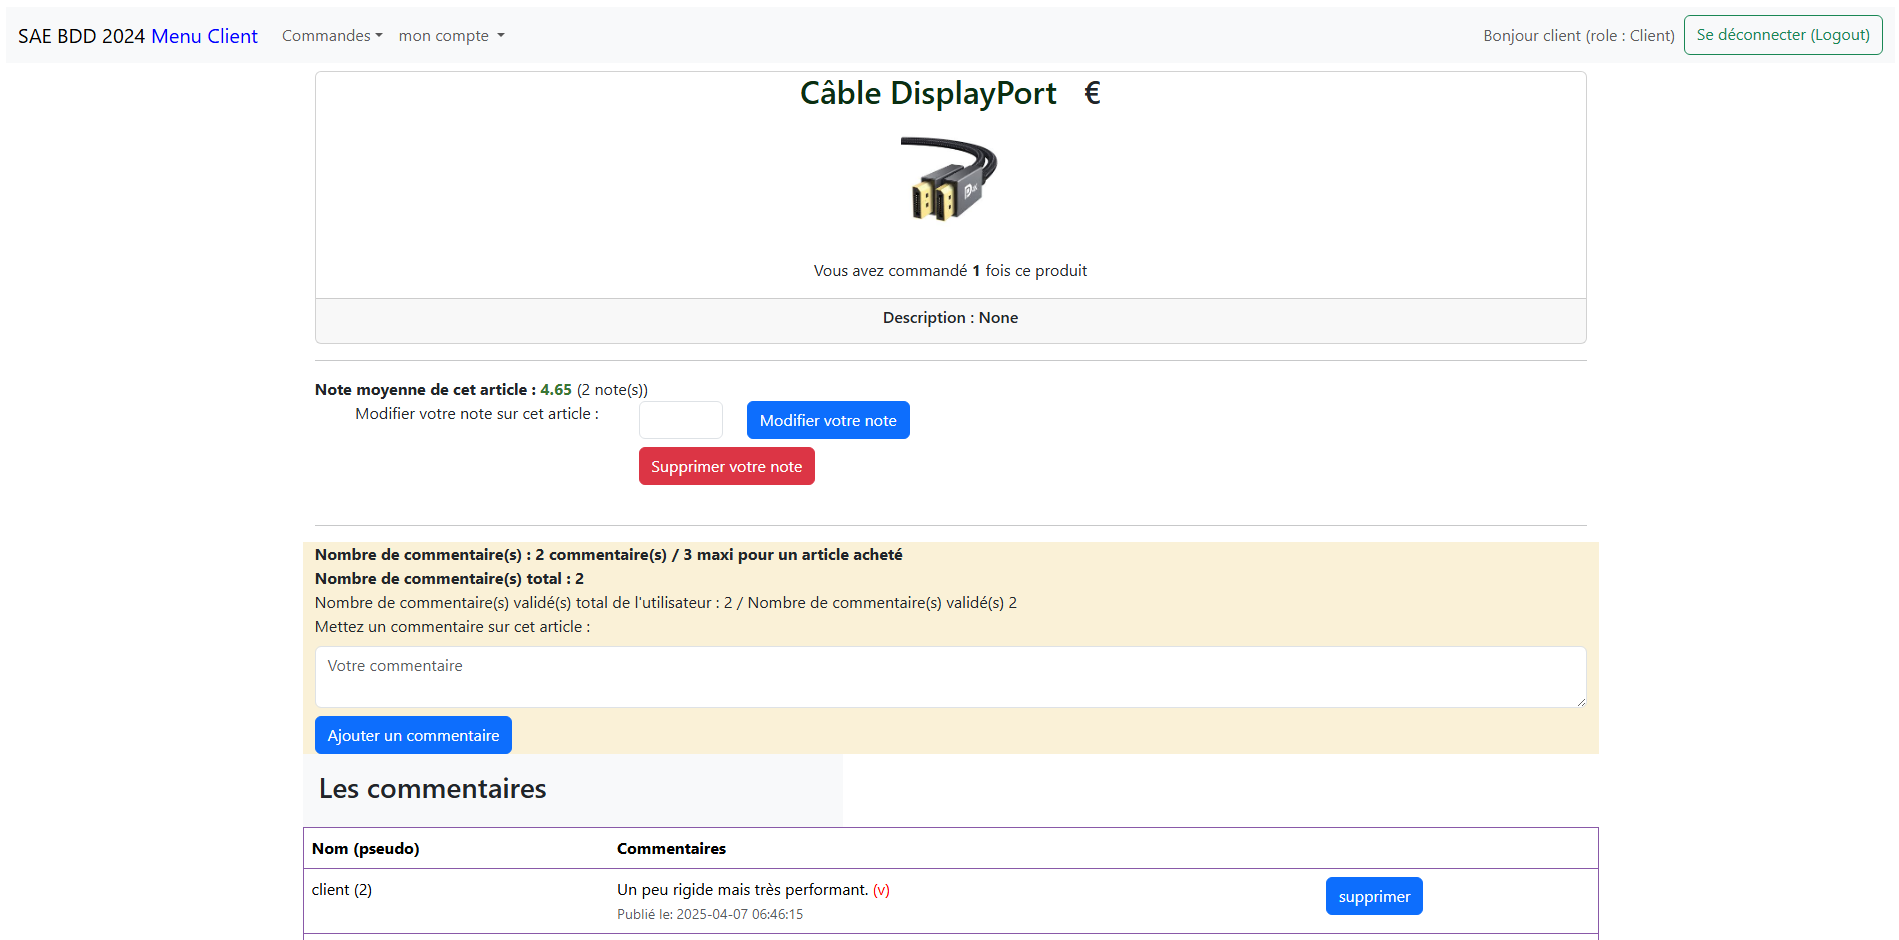 SAE BDD 2024 Menu Client Commandes mon compte Bonjour client (role : Client) Se déconnecter (Logout)
Câble DisplayPort €
Vous avez commandé 1 fois ce produit
Description : None
Note moyenne de cet article : 4.65 (2 note(s))
Modifier votre note sur cet article : Modifier votre note
Supprimer votre note
Nombre de commentaire(s) : 2 commentaire(s) / 3 maxi pour un article acheté
Nombre de commentaire(s) total : 2
Nombre de commentaire(s) validé(s) total de l'utilisateur : 2 / Nombre de commentaire(s) validé(s) 2
Mettez un commentaire sur cet article :
Votre commentaire
Ajouter un commentaire
Les commentaires
Nom (pseudo) Commentaires
client (2) Un peu rigide mais très performant. (v) supprimer
Publié le: 2025-04-07 06:46:15